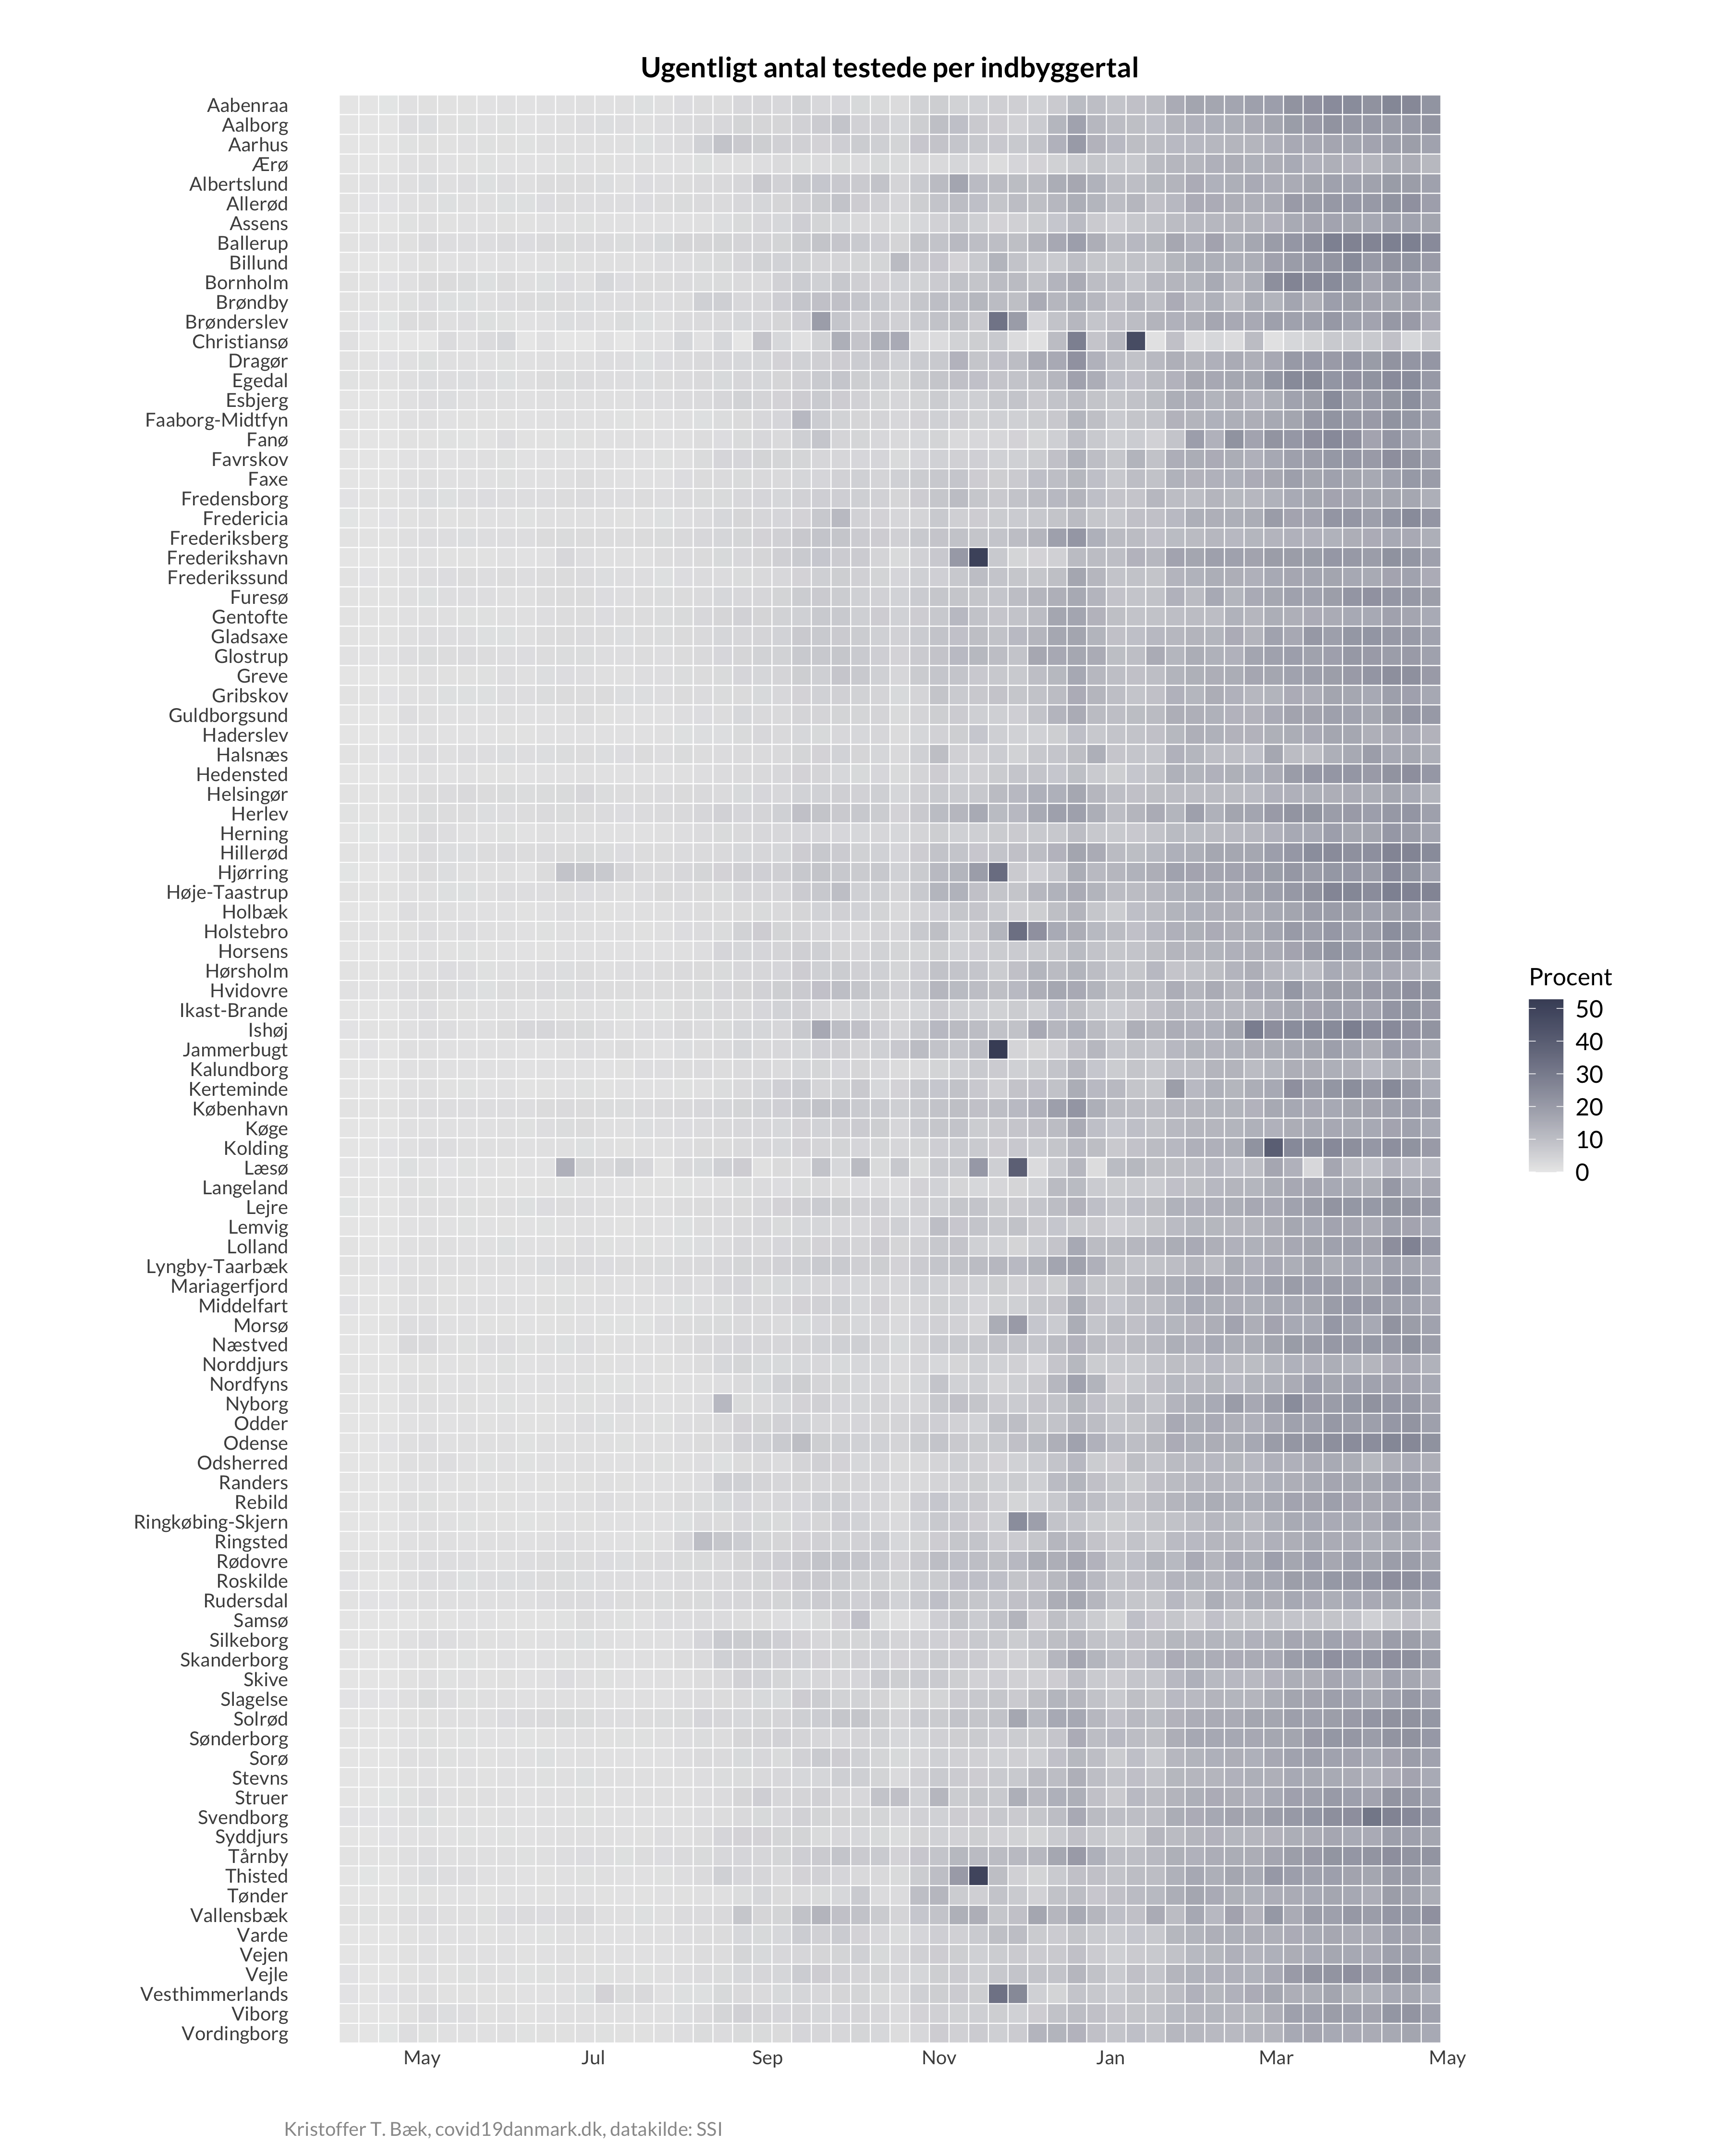 Ugentligt antal testede per indbyggertal
Aabenraa
Aalborg
Aarhus
Ærø
Albertslund
Allerød
Assens
Ballerup
Billund
Bornholm
Brøndby
Brønderslev
Christiansø
Dragør
Egedal
Esbjerg
Faaborg-Midtfyn
Fanø
Favrskov
Faxe
Fredensborg
Fredericia
Frederiksberg
Frederikshavn
Frederikssund
Furesø
Gentofte
Gladsaxe
Glostrup
Greve
Gribskov
Guldborgsund
Haderslev
Halsnæs
Hedensted
Helsingør
Herlev
Herning
Hillerød
Hjørring
Høje-Taastrup
Holbæk
Holstebro
Horsens
Hørsholm
Hvidovre
Ikast-Brande
Ishøj
Jammerbugt
Kalundborg
Kerteminde
København
Køge
Kolding
Læsø
Langeland
Lejre
Lemvig
Lolland
Lyngby-Taarbæk
Mariagerfjord
Middelfart
Morsø
Næstved
Norddjurs
Nordfyns
Nyborg
Odder
Odense
Odsherred
Randers
Rebild
Ringkøbing-Skjern
Ringsted
Rødovre
Roskilde
Rudersdal
Samsø
Silkeborg
Skanderborg
Skive
Slagelse
Solrød
Sønderborg
Sorø
Stevns
Struer
Svendborg
Syddjurs
Tårnby
Thisted
Tønder
Vallensbæk
Varde
Vejen
Vejle
Vesthimmerlands
Viborg
Vordingborg
May Jul Sep Nov Jan Mar May
Procent
50
40
30
20
10
0
Kristoffer T. Bæk, covid19danmark.dk, datakilde: SSI